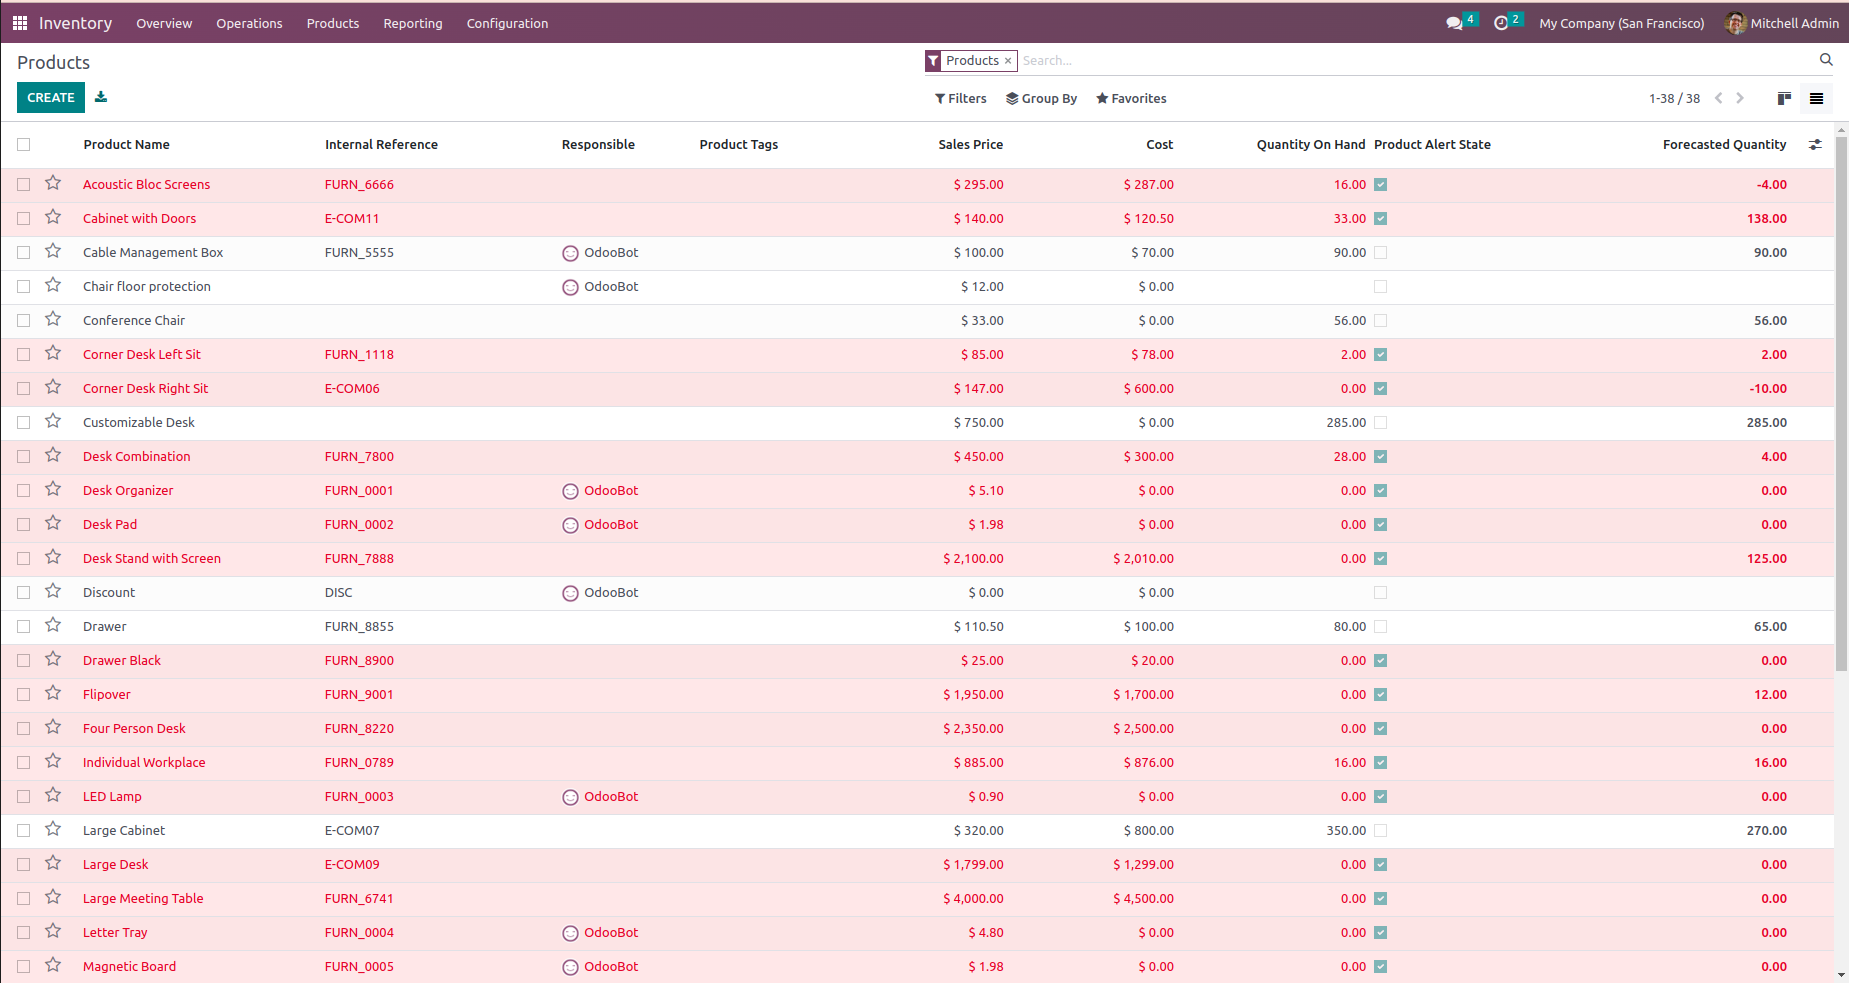 Inventory Overview Operations Products Reporting Configuration 4 2 My Company (San Francisco) Mitchell Admin
Products Products × Search...
CREATE Filters Group By Favorites 1-38 / 38
Product Name Internal Reference Responsible Product Tags Sales Price Cost Quantity On Hand Product Alert State Forecasted Quantity
Acoustic Bloc Screens FURN_6666 $ 295.00 $ 287.00 16.00 -4.00
Cabinet with Doors E-COM11 $ 140.00 $ 120.50 33.00 138.00
Cable Management Box FURN_5555 OdooBot $ 100.00 $ 70.00 90.00 90.00
Chair floor protection OdooBot $ 12.00 $ 0.00
Conference Chair $ 33.00 $ 0.00 56.00 56.00
Corner Desk Left Sit FURN_1118 $ 85.00 $ 78.00 2.00 2.00
Corner Desk Right Sit E-COM06 $ 147.00 $ 600.00 0.00 -10.00
Customizable Desk $ 750.00 $ 0.00 285.00 285.00
Desk Combination FURN_7800 $ 450.00 $ 300.00 28.00 4.00
Desk Organizer FURN_0001 OdooBot $ 5.10 $ 0.00 0.00 0.00
Desk Pad FURN_0002 OdooBot $ 1.98 $ 0.00 0.00 0.00
Desk Stand with Screen FURN_7888 $ 2,100.00 $ 2,010.00 0.00 125.00
Discount DISC OdooBot $ 0.00 $ 0.00
Drawer FURN_8855 $ 110.50 $ 100.00 80.00 65.00
Drawer Black FURN_8900 $ 25.00 $ 20.00 0.00 0.00
Flipover FURN_9001 $ 1,950.00 $ 1,700.00 0.00 12.00
Four Person Desk FURN_8220 $ 2,350.00 $ 2,500.00 0.00 0.00
Individual Workplace FURN_0789 $ 885.00 $ 876.00 16.00 16.00
LED Lamp FURN_0003 OdooBot $ 0.90 $ 0.00 0.00 0.00
Large Cabinet E-COM07 $ 320.00 $ 800.00 350.00 270.00
Large Desk E-COM09 $ 1,799.00 $ 1,299.00 0.00 0.00
Large Meeting Table FURN_6741 $ 4,000.00 $ 4,500.00 0.00 0.00
Letter Tray FURN_0004 OdooBot $ 4.80 $ 0.00 0.00 0.00
Magnetic Board FURN_0005 OdooBot $ 1.98 $ 0.00 0.00 0.00